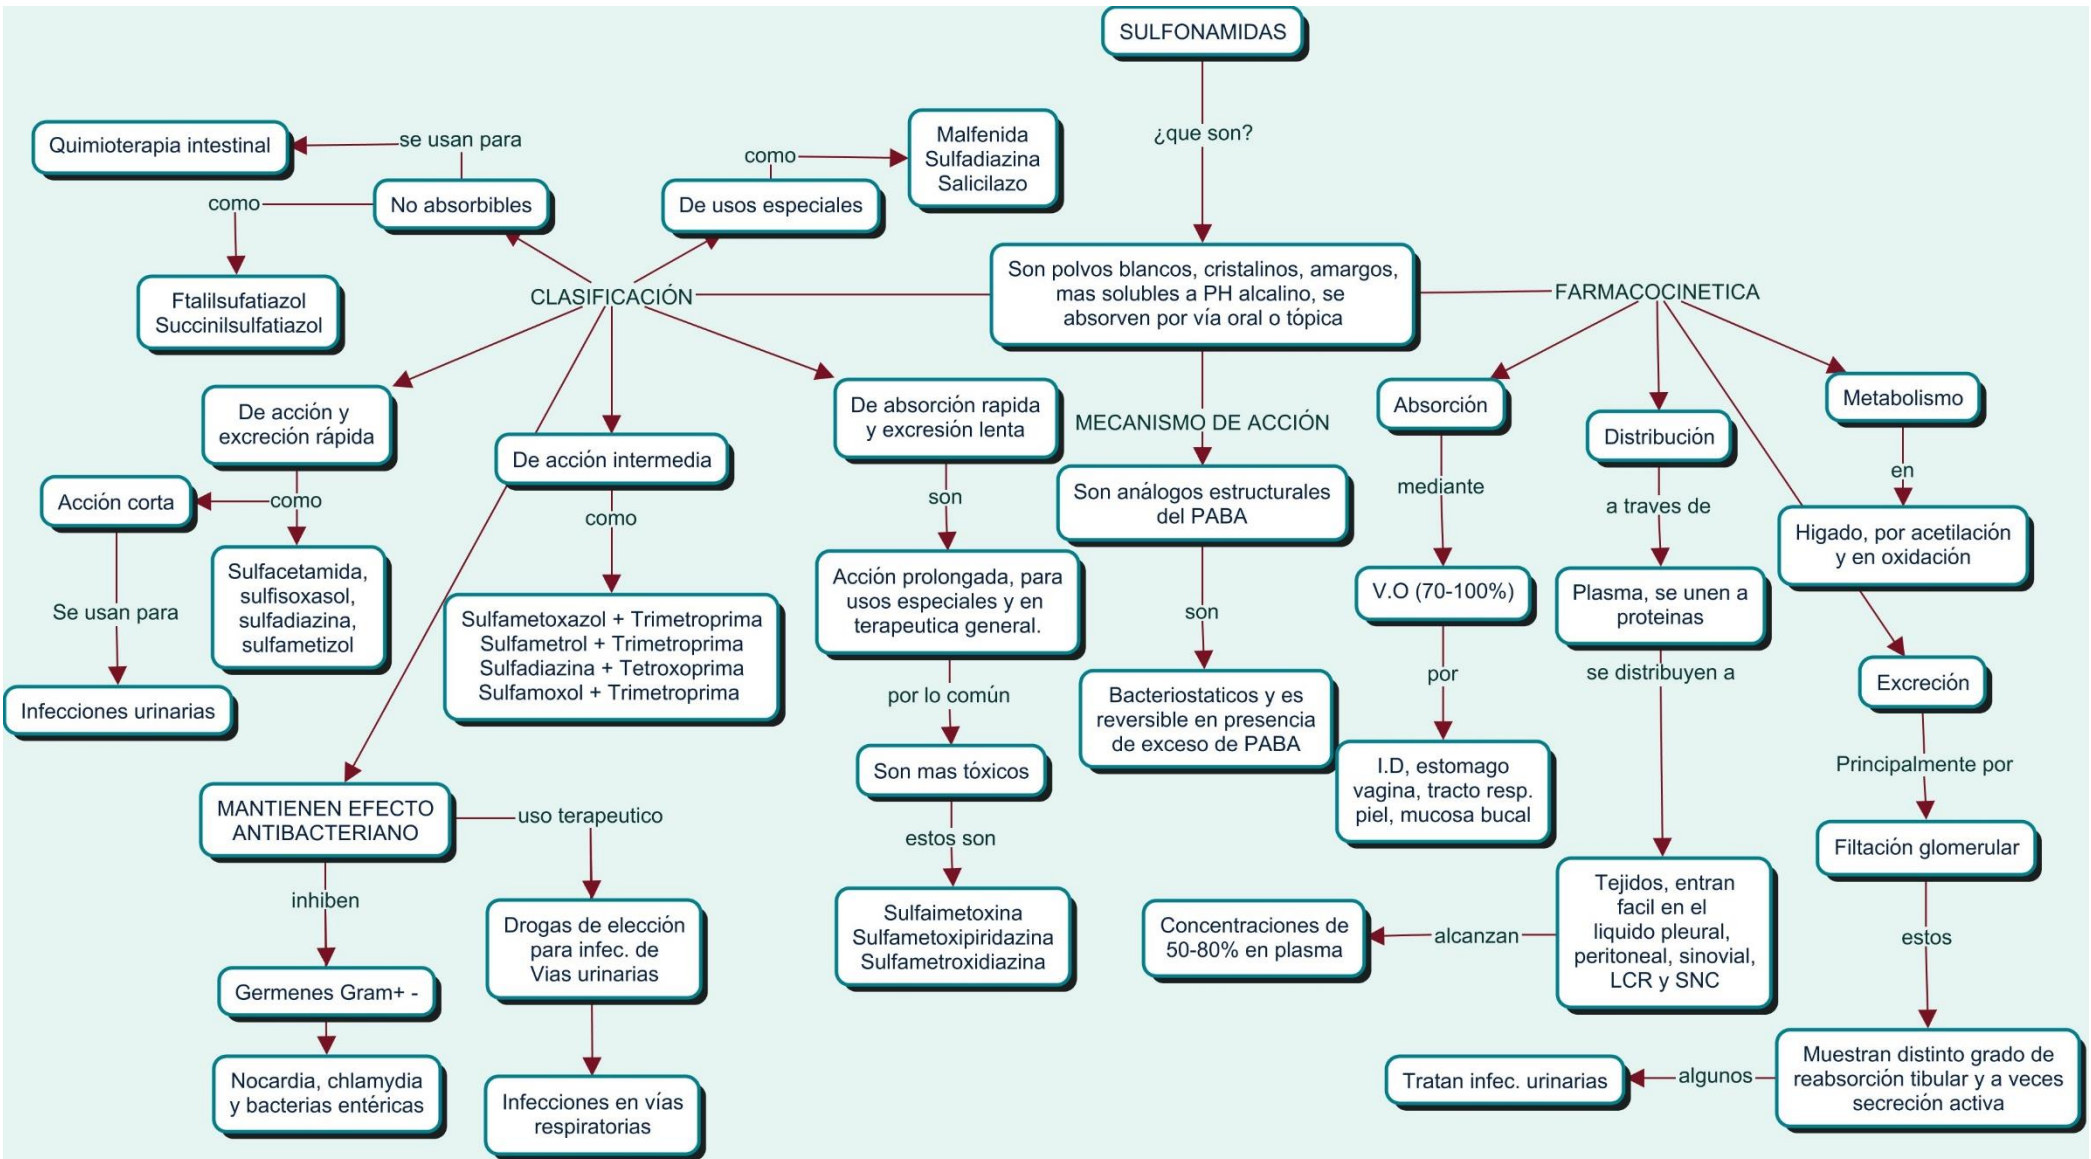 SULFONAMIDAS
¿que son?
Son polvos blancos, cristalinos, amargos,
mas solubles a PH alcalino, se
absorven por vía oral o tópica
CLASIFICACIÓN
No absorbibles
se usan para
Quimioterapia intestinal
como
Ftalilsufatiazol
Succinilsulfatiazol
De usos especiales
como
Malfenida
Sulfadiazina
Salicilazo
De acción y
excreción rápida
como
Acción corta
Se usan para
Infecciones urinarias
Sulfacetamida,
sulfisoxasol,
sulfadiazina,
sulfametizol
De acción intermedia
como
Sulfametoxazol + Trimetroprima
Sulfametrol + Trimetroprima
Sulfadiazina + Tetroxoprima
Sulfamoxol + Trimetroprima
De absorción rapida
y excresión lenta
son
Acción prolongada, para
usos especiales y en
terapeutica general.
por lo común
Son mas tóxicos
estos son
Sulfaimetoxina
Sulfametoxipiridazina
Sulfametroxidiazina
MANTIENEN EFECTO
ANTIBACTERIANO
inhiben
Germenes Gram+ -
Nocardia, chlamydia
y bacterias entéricas
uso terapeutico
Drogas de elección
para infec. de
Vias urinarias
Infecciones en vías
respiratorias
MECANISMO DE ACCIÓN
Son análogos estructurales
del PABA
son
Bacteriostaticos y es
reversible en presencia
de exceso de PABA
FARMACOCINETICA
Absorción
mediante
V.O (70-100%)
por
I.D, estomago
vagina, tracto resp.
piel, mucosa bucal
Distribución
a traves de
Plasma, se unen a
proteinas
se distribuyen a
Tejidos, entran
facil en el
liquido pleural,
peritoneal, sinovial,
LCR y SNC
alcanzan
Concentraciones de
50-80% en plasma
Metabolismo
en
Higado, por acetilación
y en oxidación
Excreción
Principalmente por
Filtación glomerular
estos
Muestran distinto grado de
reabsorción tibular y a veces
secreción activa
algunos
Tratan infec. urinarias